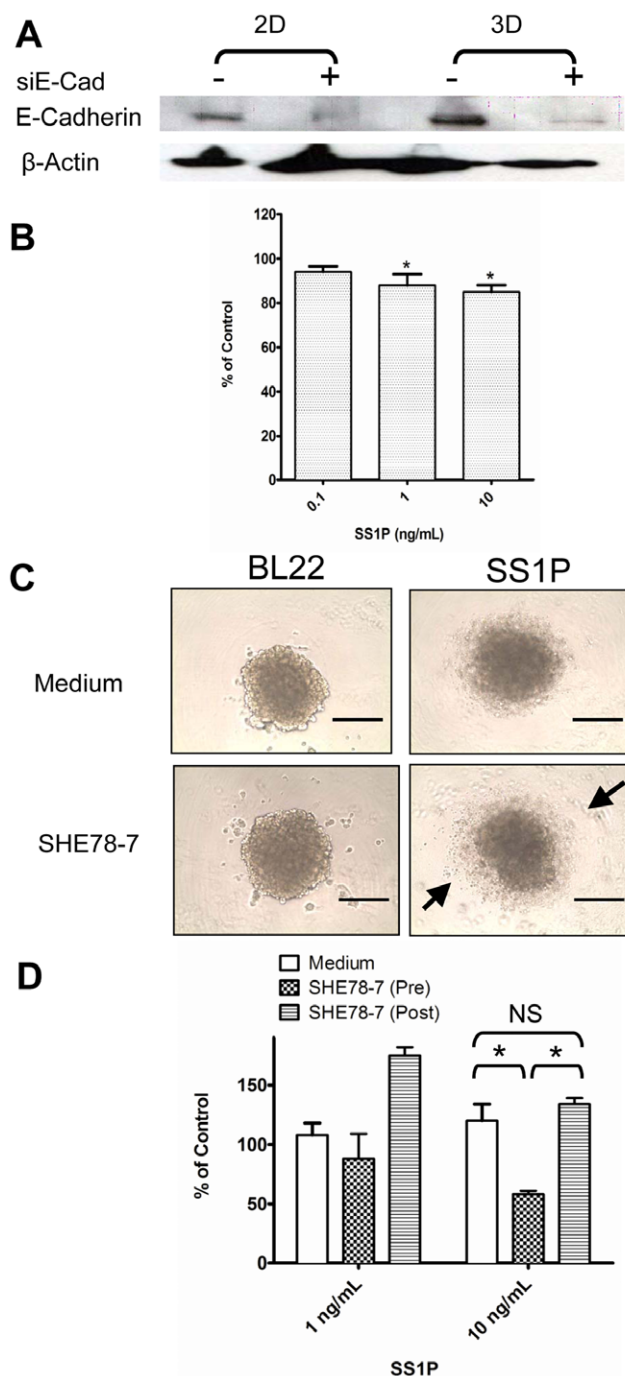 A
2D 3D
siE-Cad - + - +
E-Cadherin
β-Actin
B
120
100
80
60
40
20
0
% of Control
* *
0.1 1 10
SS1P (ng/mL)
C
BL22 SS1P
Medium
SHE78-7
D
Medium
SHE78-7 (Pre)
SHE78-7 (Post)
NS
* *
150
100
50
0
% of Control
1 ng/mL 10 ng/mL
SS1P